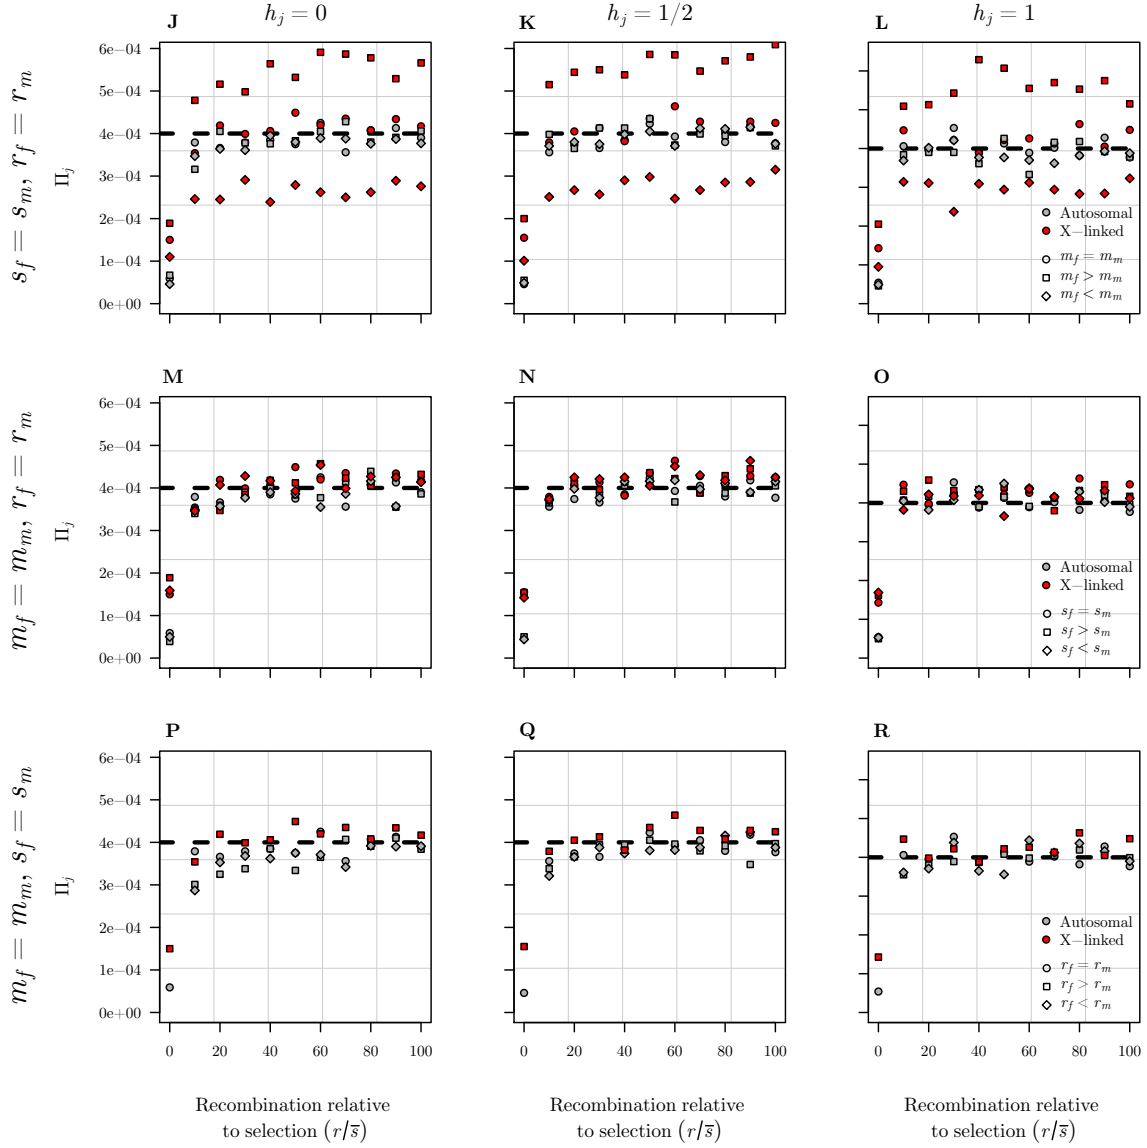 h_j = 0
h_j = 1/2
h_j = 1
J
K
L
s_f = s_m, r_f = r_m
Π_j
6e−04
5e−04
4e−04
3e−04
2e−04
1e−04
0e+00
Autosomal
X−linked
m_f = m_m
m_f > m_m
m_f < m_m
M
N
O
m_f = m_m, r_f = r_m
Π_j
6e−04
5e−04
4e−04
3e−04
2e−04
1e−04
0e+00
Autosomal
X−linked
s_f = s_m
s_f > s_m
s_f < s_m
P
Q
R
m_f = m_m, s_f = s_m
Π_j
6e−04
5e−04
4e−04
3e−04
2e−04
1e−04
0e+00
Autosomal
X−linked
r_f = r_m
r_f > r_m
r_f < r_m
0 20 40 60 80 100
0 20 40 60 80 100
0 20 40 60 80 100
Recombination relative
to selection (r/s̅)
Recombination relative
to selection (r/s̅)
Recombination relative
to selection (r/s̅)